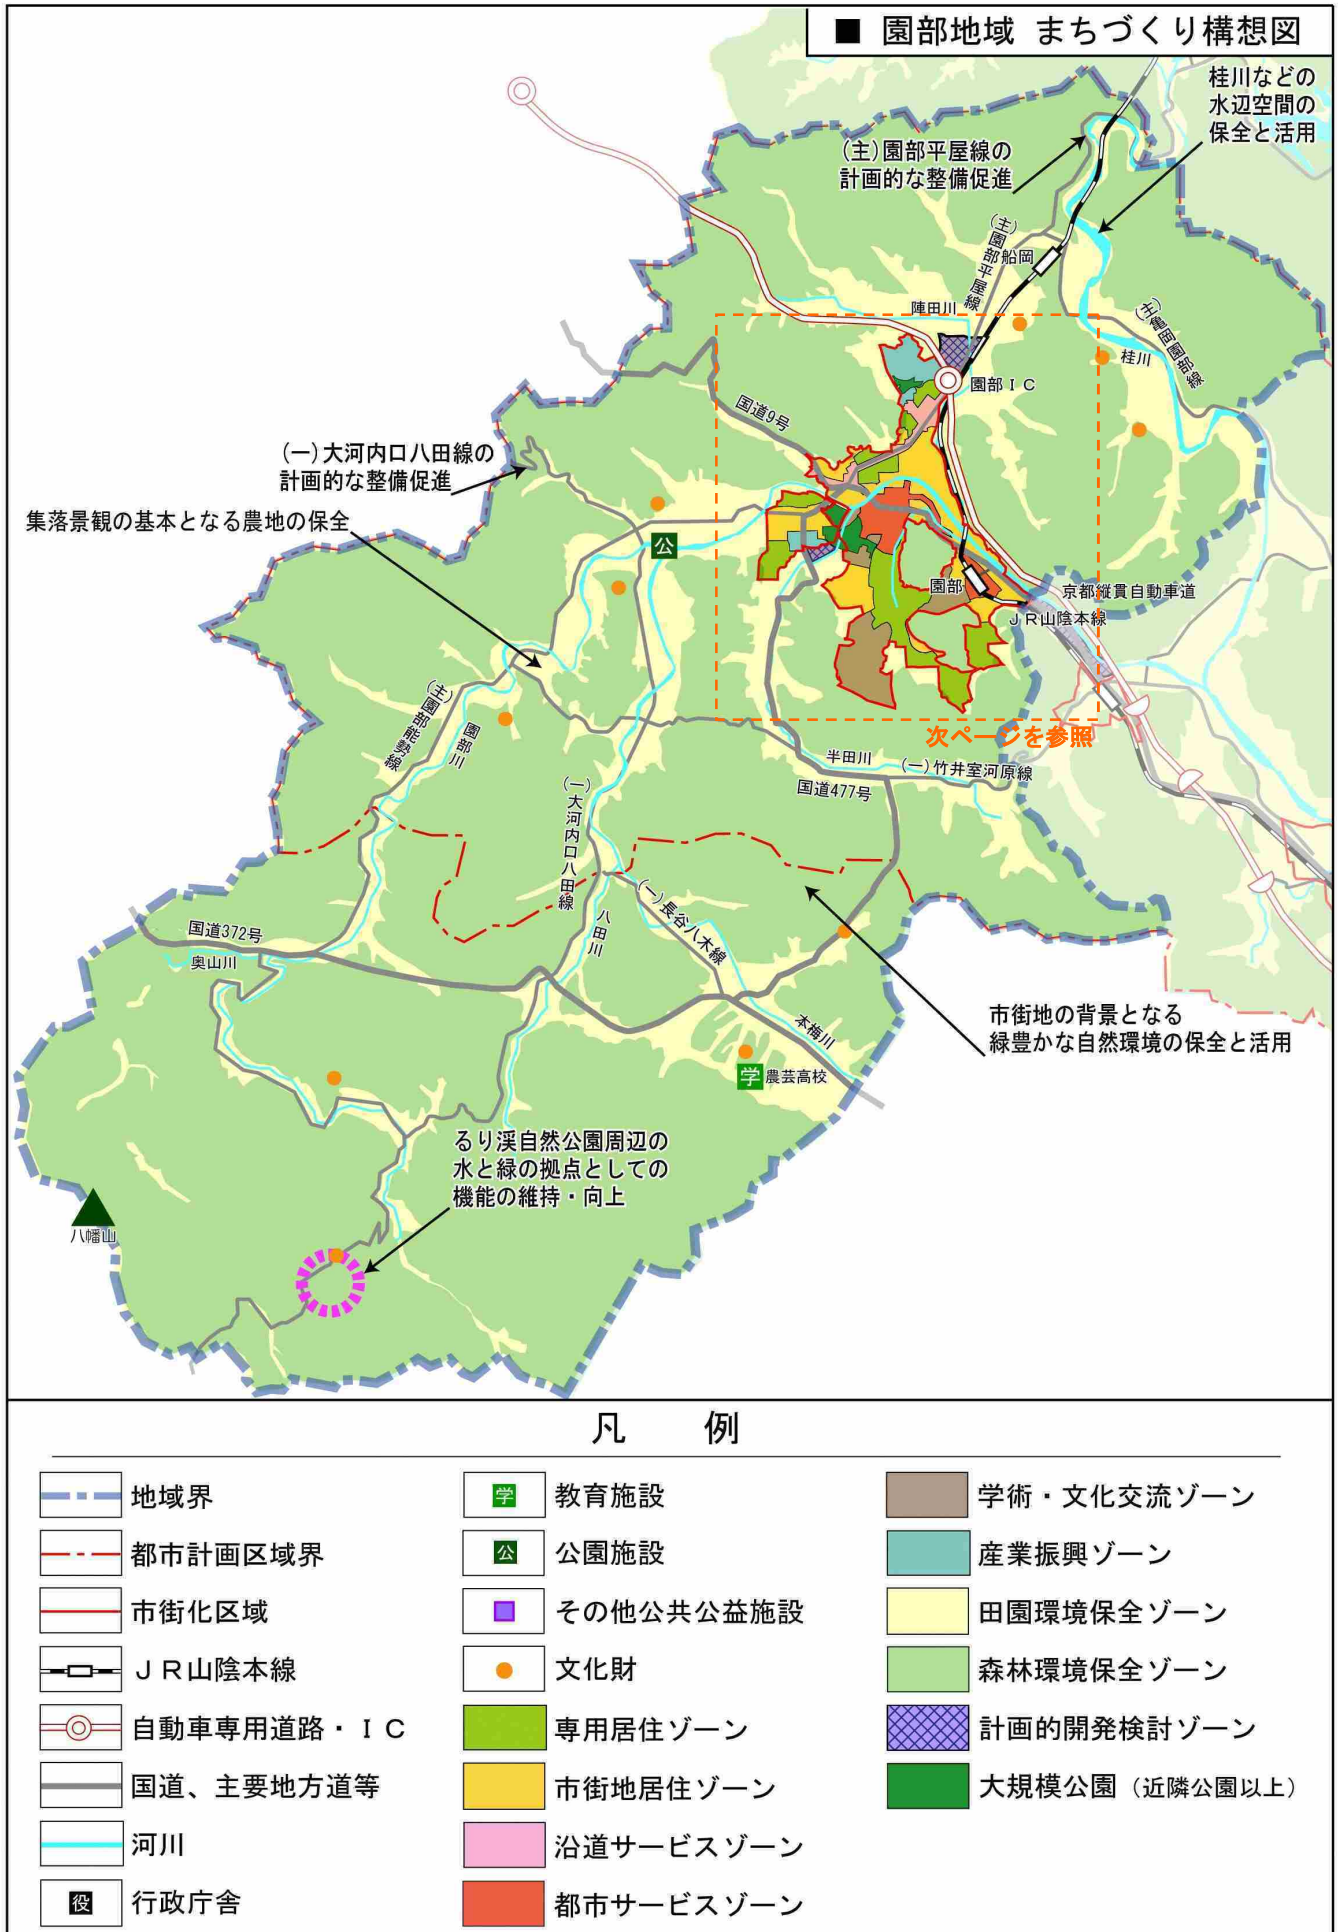 ■ 園部地域 まちづくり構想図
桂川などの
水辺空間の
保全と活用
(主)園部平屋線の
計画的な整備促進
(主)園部平屋線
船岡
陣田川
(主)亀岡園部線
桂川
園部ＩＣ
国道9号
(一)大河内口八田線の
計画的な整備促進
集落景観の基本となる農地の保全
公
園部
京都縦貫自動車道
ＪＲ山陰本線
次ページを参照
(主)園部能勢線
園部川
半田川
(一)竹井室河原線
国道477号
(一)大河内口八田線
(一)長谷八木線
八田川
国道372号
奥山川
本梅川
市街地の背景となる
緑豊かな自然環境の保全と活用
学
農芸高校
るり渓自然公園周辺の
水と緑の拠点としての
機能の維持・向上
八幡山
凡 例
地域界
都市計画区域界
市街化区域
ＪＲ山陰本線
自動車専用道路・ＩＣ
国道、主要地方道等
河川
役 行政庁舎
学 教育施設
公 公園施設
その他公共公益施設
文化財
専用居住ゾーン
市街地居住ゾーン
沿道サービスゾーン
都市サービスゾーン
学術・文化交流ゾーン
産業振興ゾーン
田園環境保全ゾーン
森林環境保全ゾーン
計画的開発検討ゾーン
大規模公園（近隣公園以上）